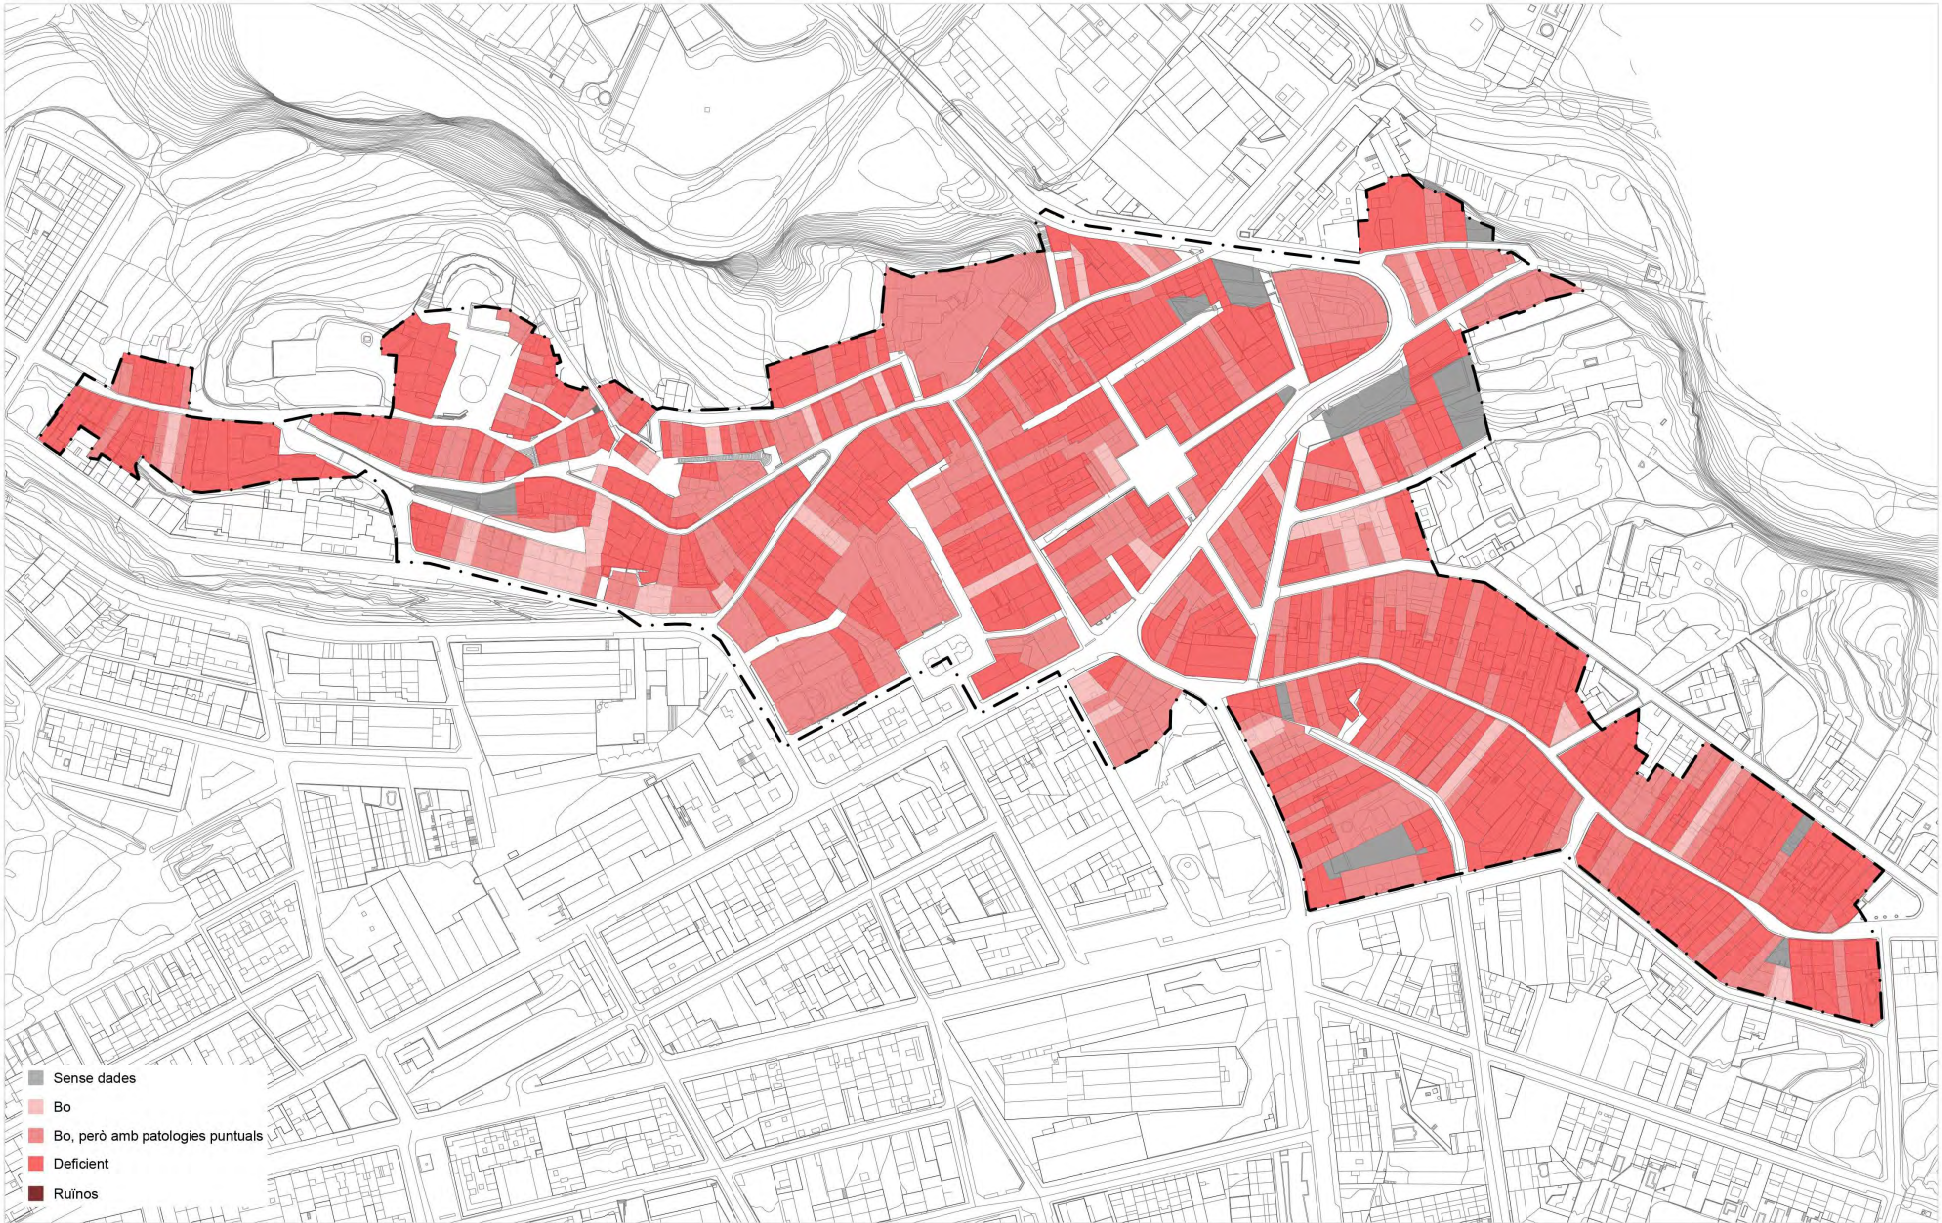 Sense dades
Bo
Bo, però amb patologies puntuals
Deficient
Ruïnos